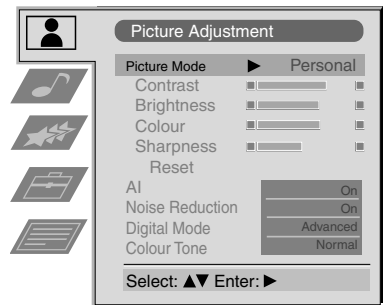 Picture Adjustment
Picture Mode ▶ Personal
Contrast
Brightness
Colour
Sharpness
Reset
AI On
Noise Reduction On
Digital Mode Advanced
Colour Tone Normal
Select: ▲▼ Enter: ▶